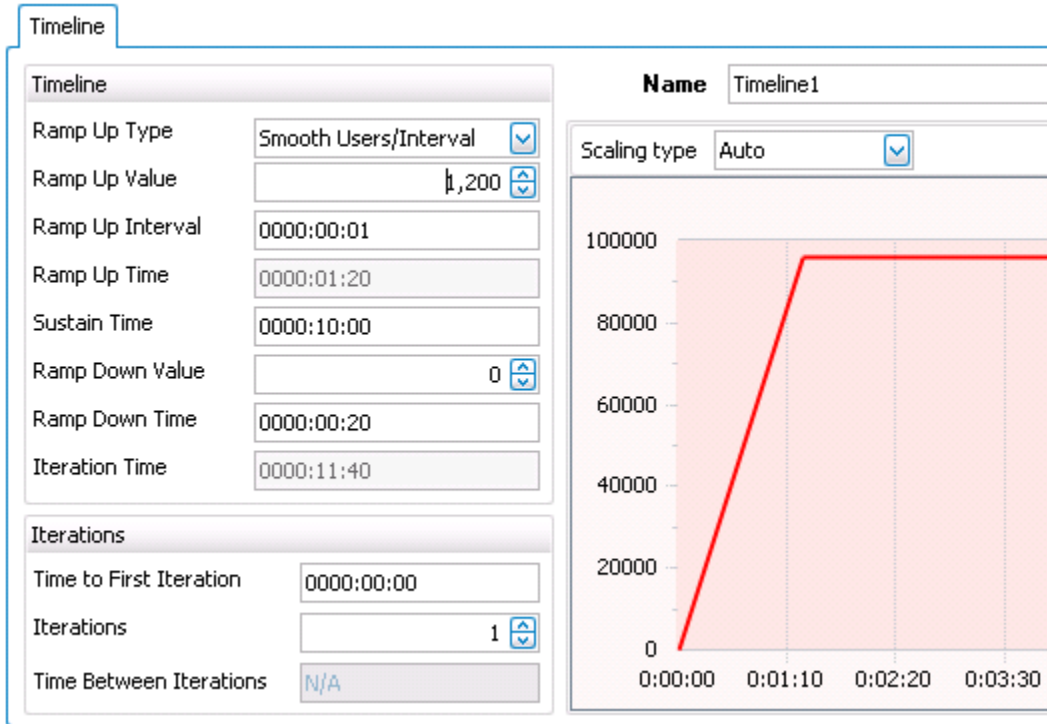 Timeline
Timeline
Ramp Up Type Smooth Users/Interval
Ramp Up Value 1,200
Ramp Up Interval 0000:00:01
Ramp Up Time 0000:01:20
Sustain Time 0000:10:00
Ramp Down Value 0
Ramp Down Time 0000:00:20
Iteration Time 0000:11:40
Iterations
Time to First Iteration 0000:00:00
Iterations 1
Time Between Iterations N/A
Name Timeline1
Scaling type Auto
100000
80000
60000
40000
20000
0
0:00:00 0:01:10 0:02:20 0:03:30